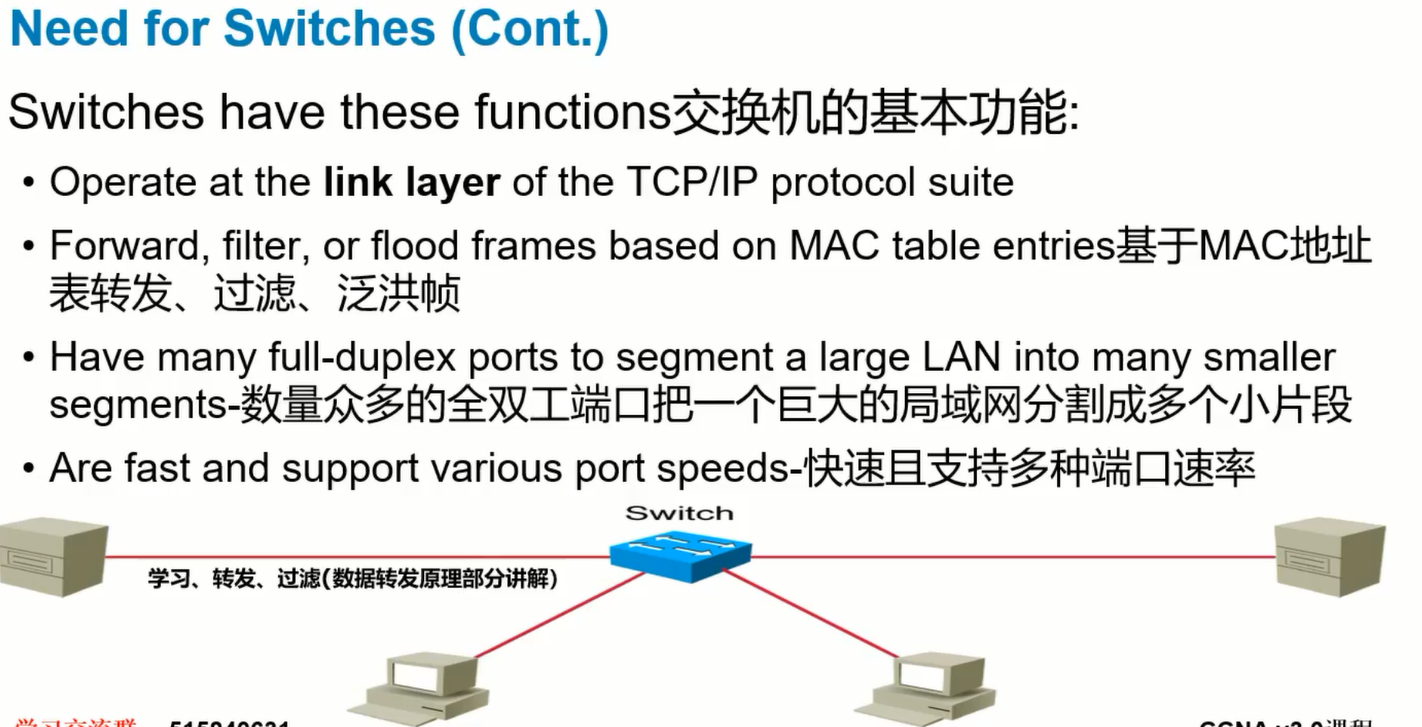 Need for Switches (Cont.)
Switches have these functions交换机的基本功能:
• Operate at the link layer of the TCP/IP protocol suite
• Forward, filter, or flood frames based on MAC table entries基于MAC地址
表转发、过滤、泛洪帧
• Have many full-duplex ports to segment a large LAN into many smaller
segments-数量众多的全双工端口把一个巨大的局域网分割成多个小片段
• Are fast and support various port speeds-快速且支持多种端口速率
Switch
学习、转发、过滤(数据转发原理部分讲解)
学习交流群
CCNA v3.0课程